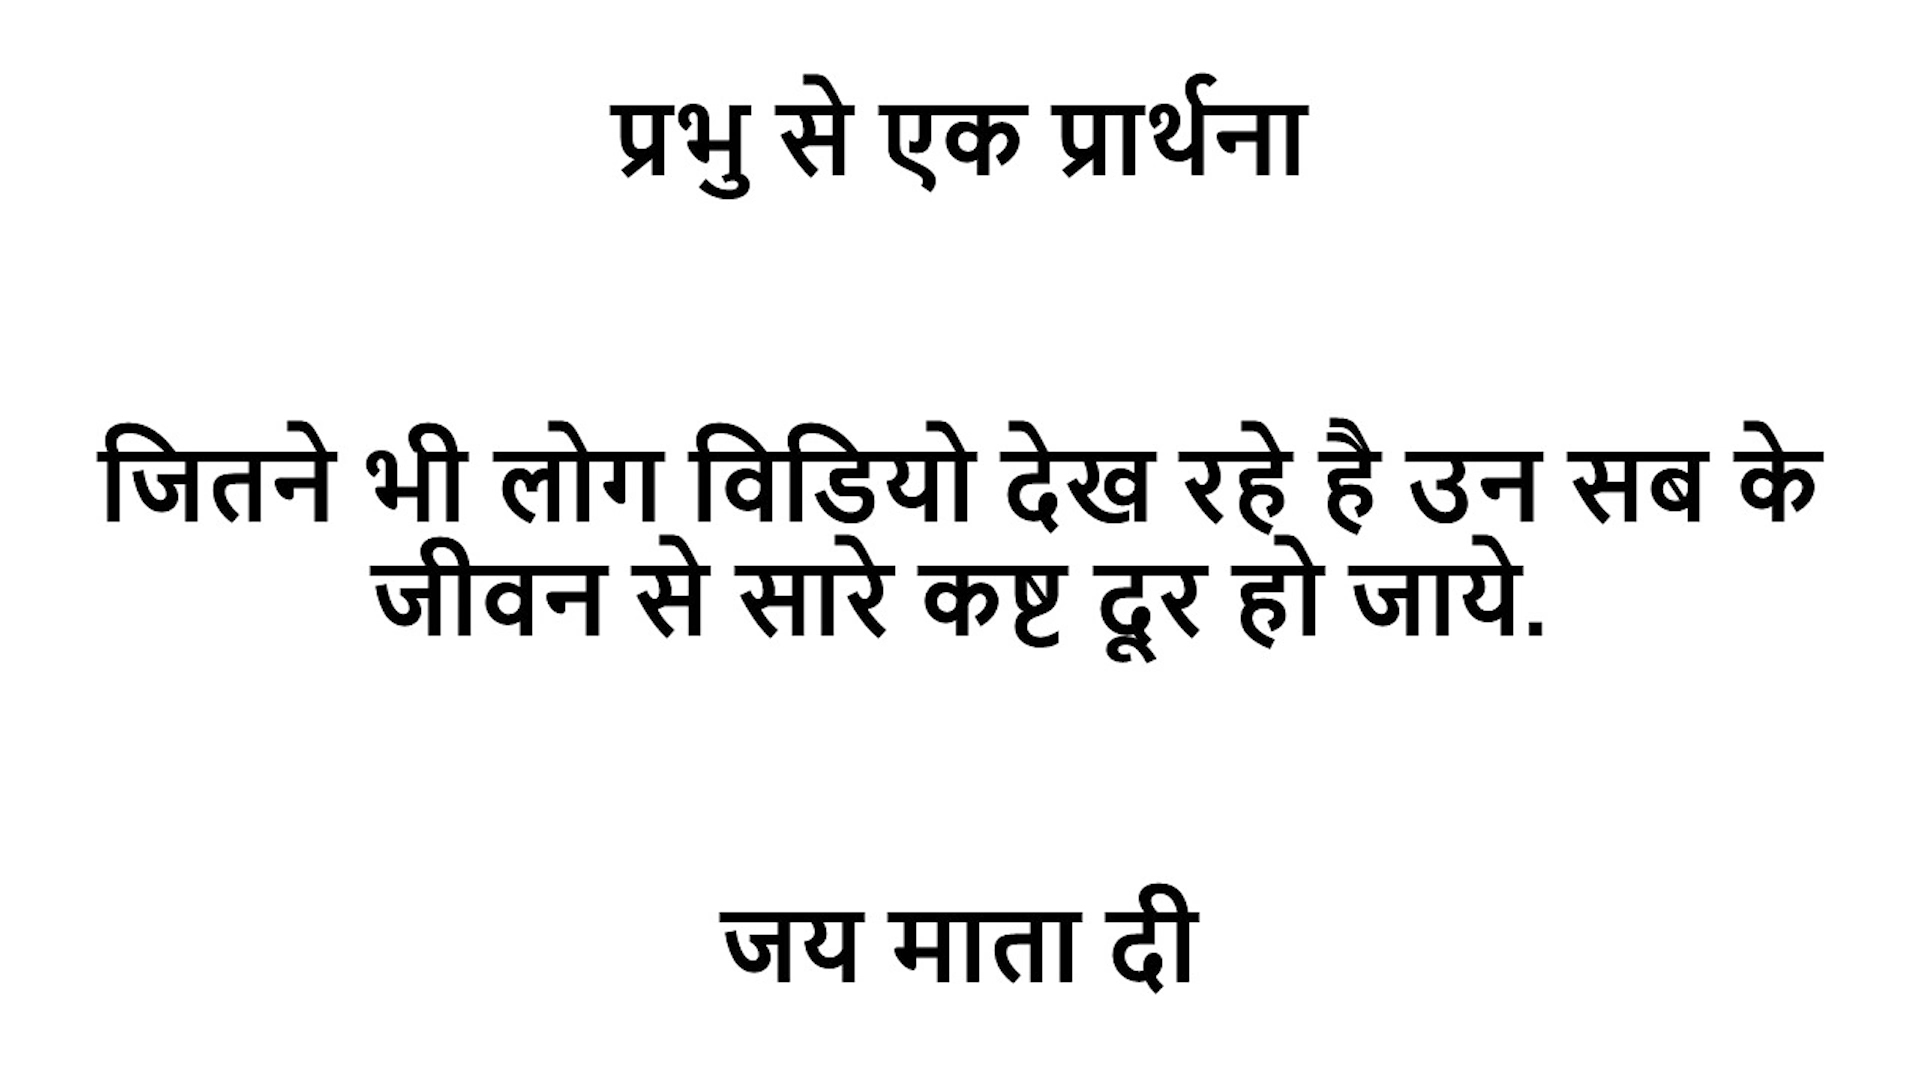 प्रभु से एक प्रार्थना
जितने भी लोग विडियो देख रहे है उन सब के
जीवन से सारे कष्ट दूर हो जाये.
जय माता दी